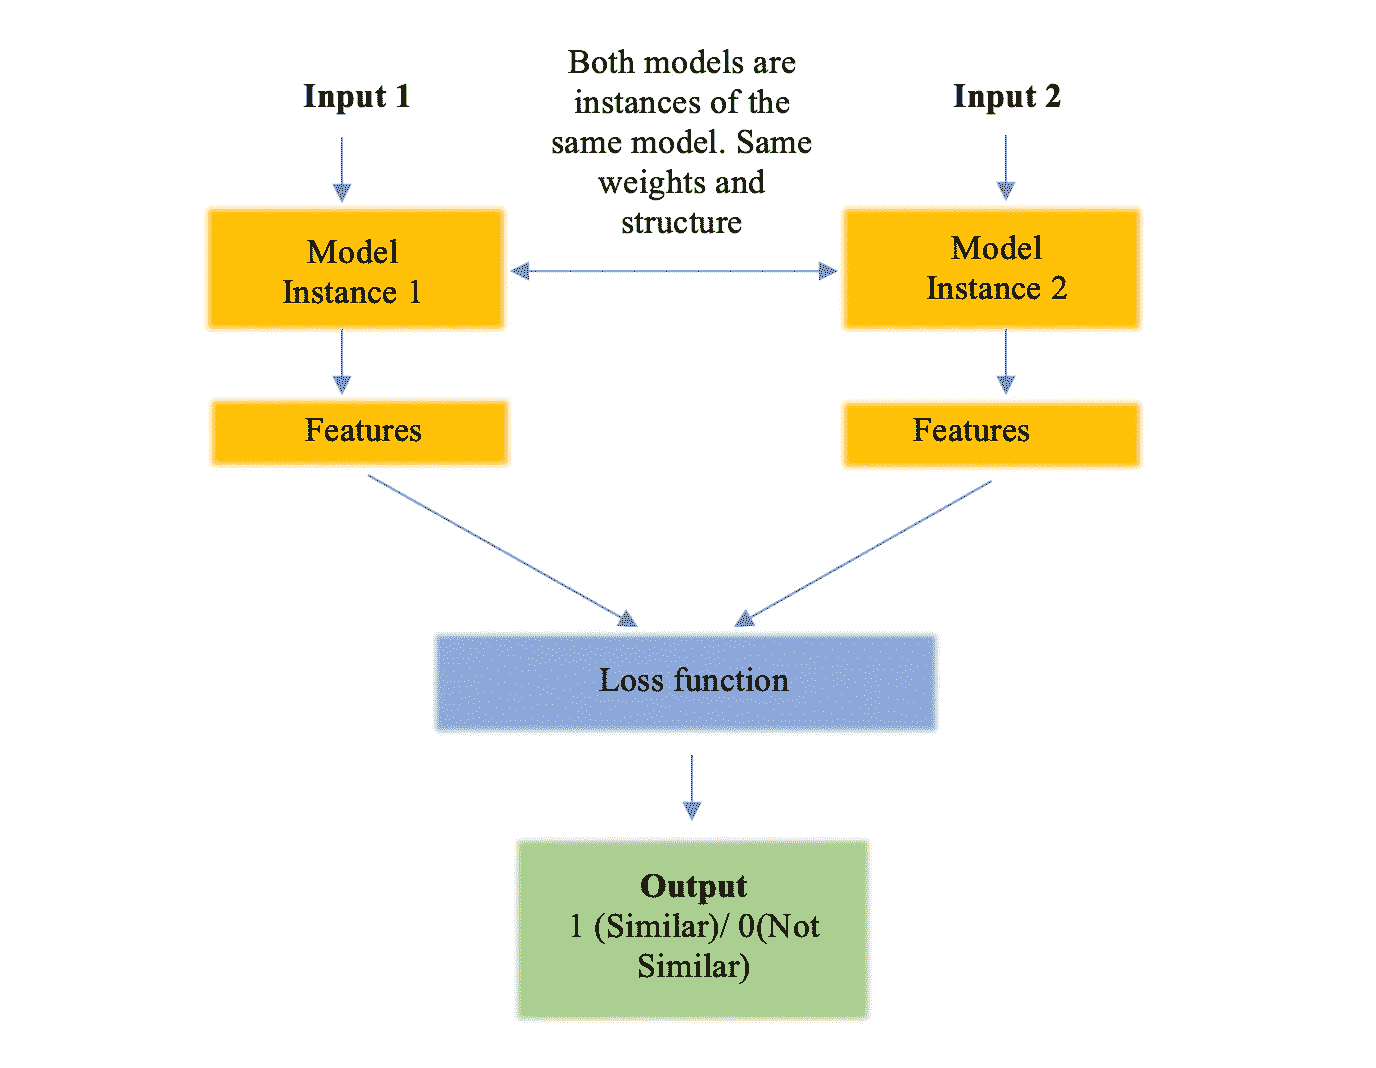 Both models are
instances of the
same model. Same
weights and
structure
Input 1
Input 2
Model
Instance 1
Model
Instance 2
Features
Features
Loss function
Output
1 (Similar)/ 0(Not
Similar)